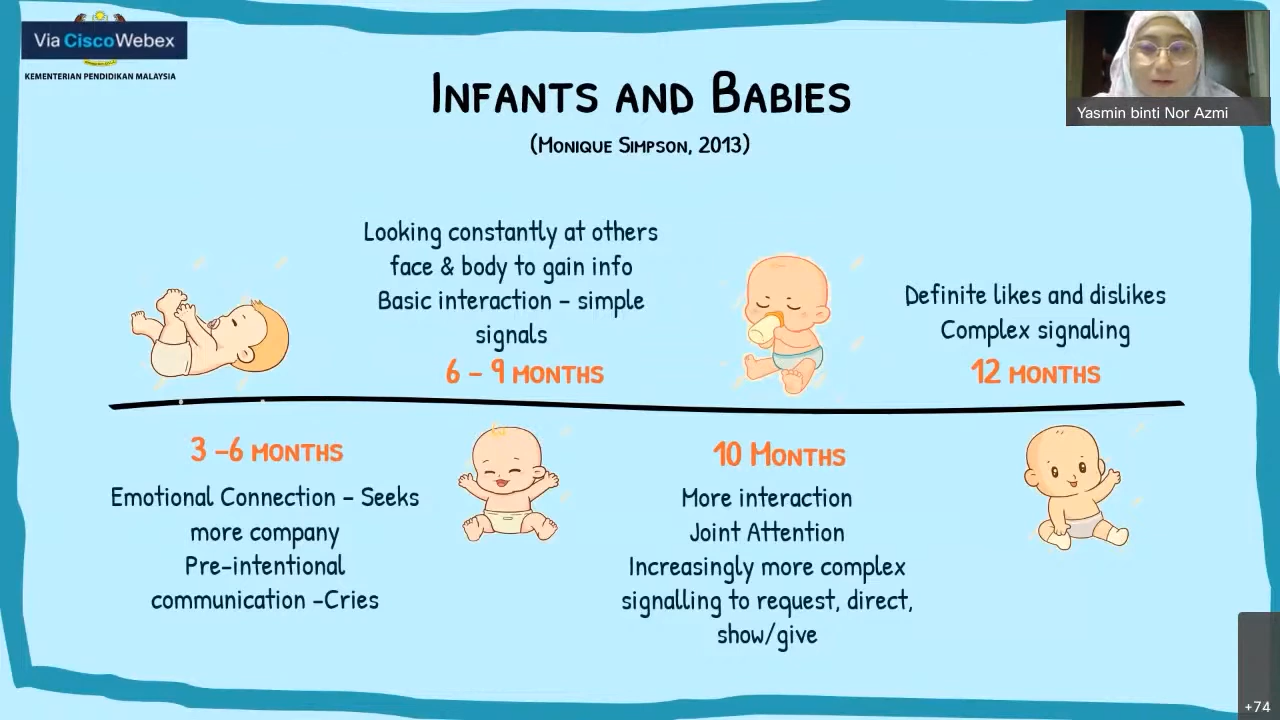 Via CiscoWebex
KEMENTERIAN PENDIDIKAN MALAYSIA
Yasmin binti Nor Azmi
Infants and Babies
(Monique Simpson, 2013)
Looking constantly at others
face & body to gain info
Basic interaction – simple
signals
6 – 9 months
Definite likes and dislikes
Complex signaling
12 months
3 –6 months
Emotional Connection – Seeks
more company
Pre-intentional
communication –Cries
10 Months
More interaction
Joint Attention
Increasingly more complex
signalling to request, direct,
show/give
+74